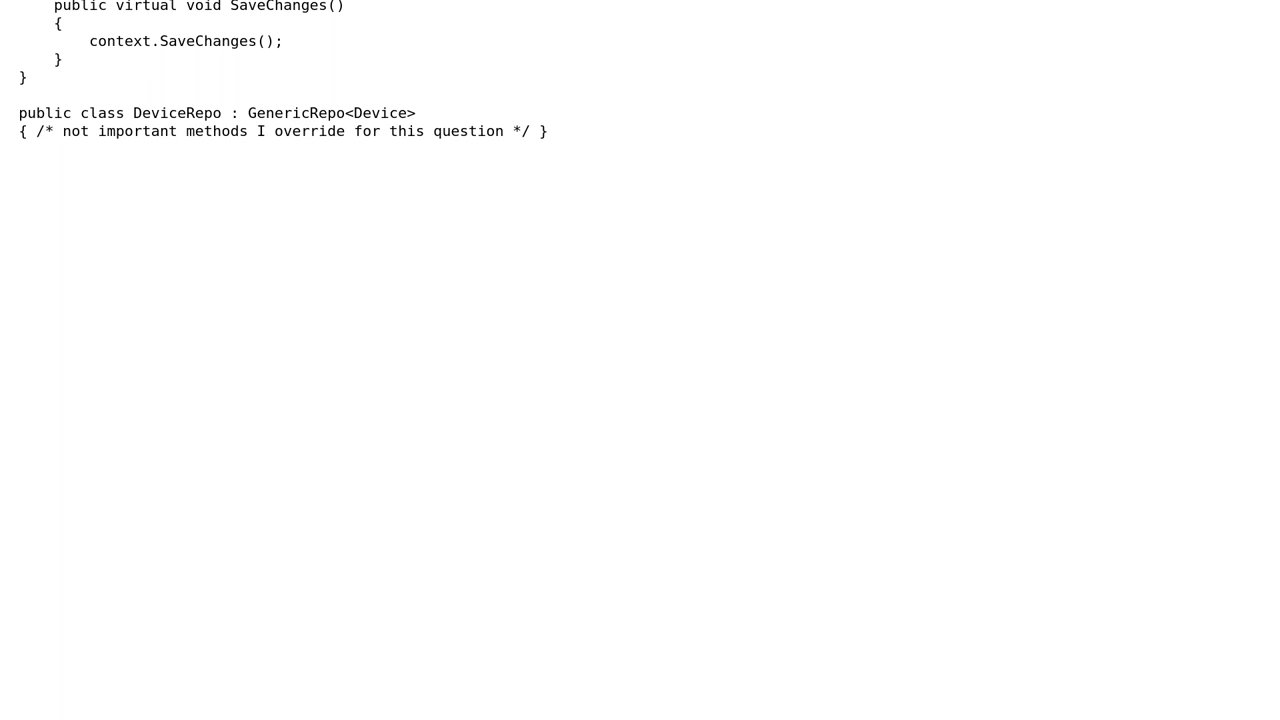 public virtual void SaveChanges()
    {
        context.SaveChanges();
    }
}

public class DeviceRepo : GenericRepo<Device>
{ /* not important methods I override for this question */ }